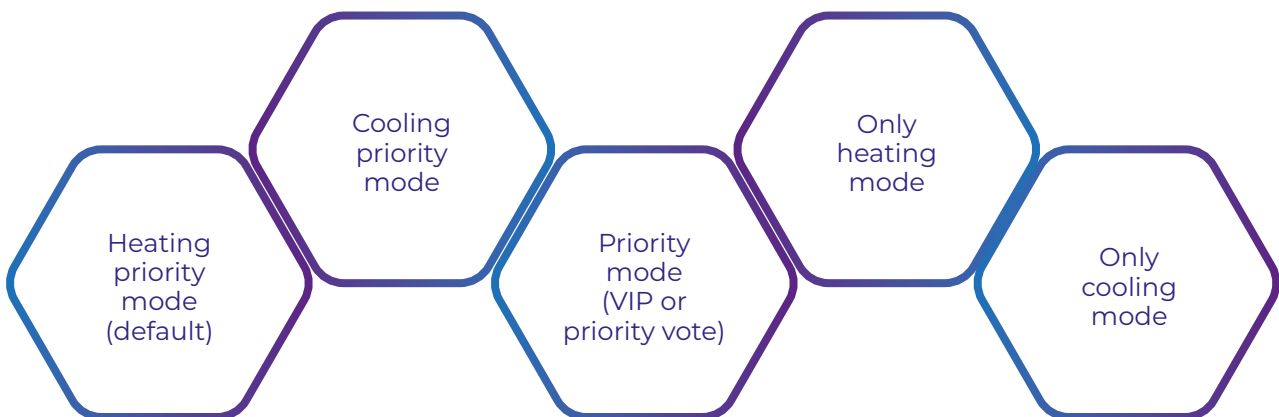 Heating
priority
mode
(default)
Cooling
priority
mode
Priority
mode
(VIP or
priority vote)
Only
heating
mode
Only
cooling
mode